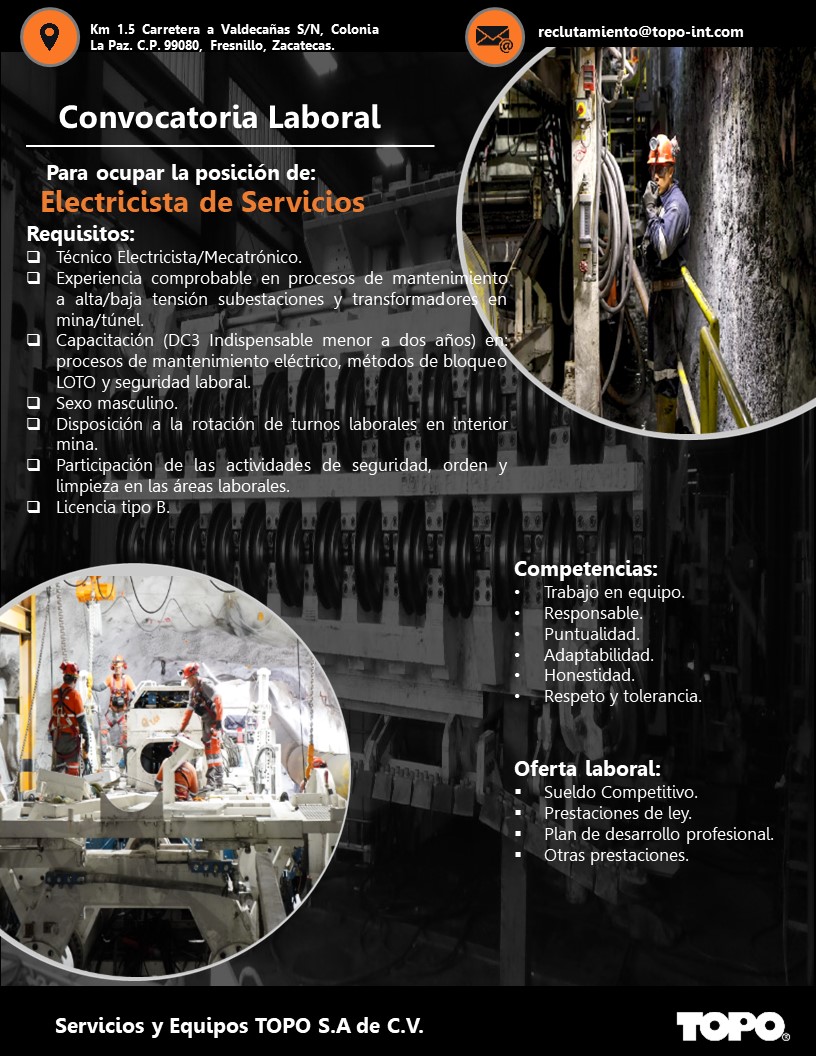 Km 1.5 Carretera a Valdecañas S/N, Colonia
La Paz. C.P. 99080, Fresnillo, Zacatecas.
reclutamiento@topo-int.com
Convocatoria Laboral
Para ocupar la posición de:
Electricista de Servicios
Requisitos:
❑ Técnico Electricista/Mecatrónico.
❑ Experiencia comprobable en procesos de mantenimiento
a alta/baja tensión subestaciones y transformadores en
mina/túnel.
❑ Capacitación (DC3 Indispensable menor a dos años) en:
procesos de mantenimiento eléctrico, métodos de bloqueo
LOTO y seguridad laboral.
❑ Sexo masculino.
❑ Disposición a la rotación de turnos laborales en interior
mina.
❑ Participación de las actividades de seguridad, orden y
limpieza en las áreas laborales.
❑ Licencia tipo B.
Competencias:
• Trabajo en equipo.
• Responsable.
• Puntualidad.
• Adaptabilidad.
• Honestidad.
• Respeto y tolerancia.
Oferta laboral:
▪ Sueldo Competitivo.
▪ Prestaciones de ley.
▪ Plan de desarrollo profesional.
▪ Otras prestaciones.
Servicios y Equipos TOPO S.A de C.V.
TOPO®